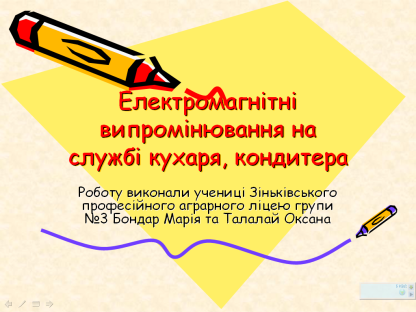 Електромагнітні
випромінювання на
службі кухаря, кондитера
Роботу виконали учениці Зіньківського
професійного аграрного ліцею групи
№3 Бондар Марія та Талалай Оксана